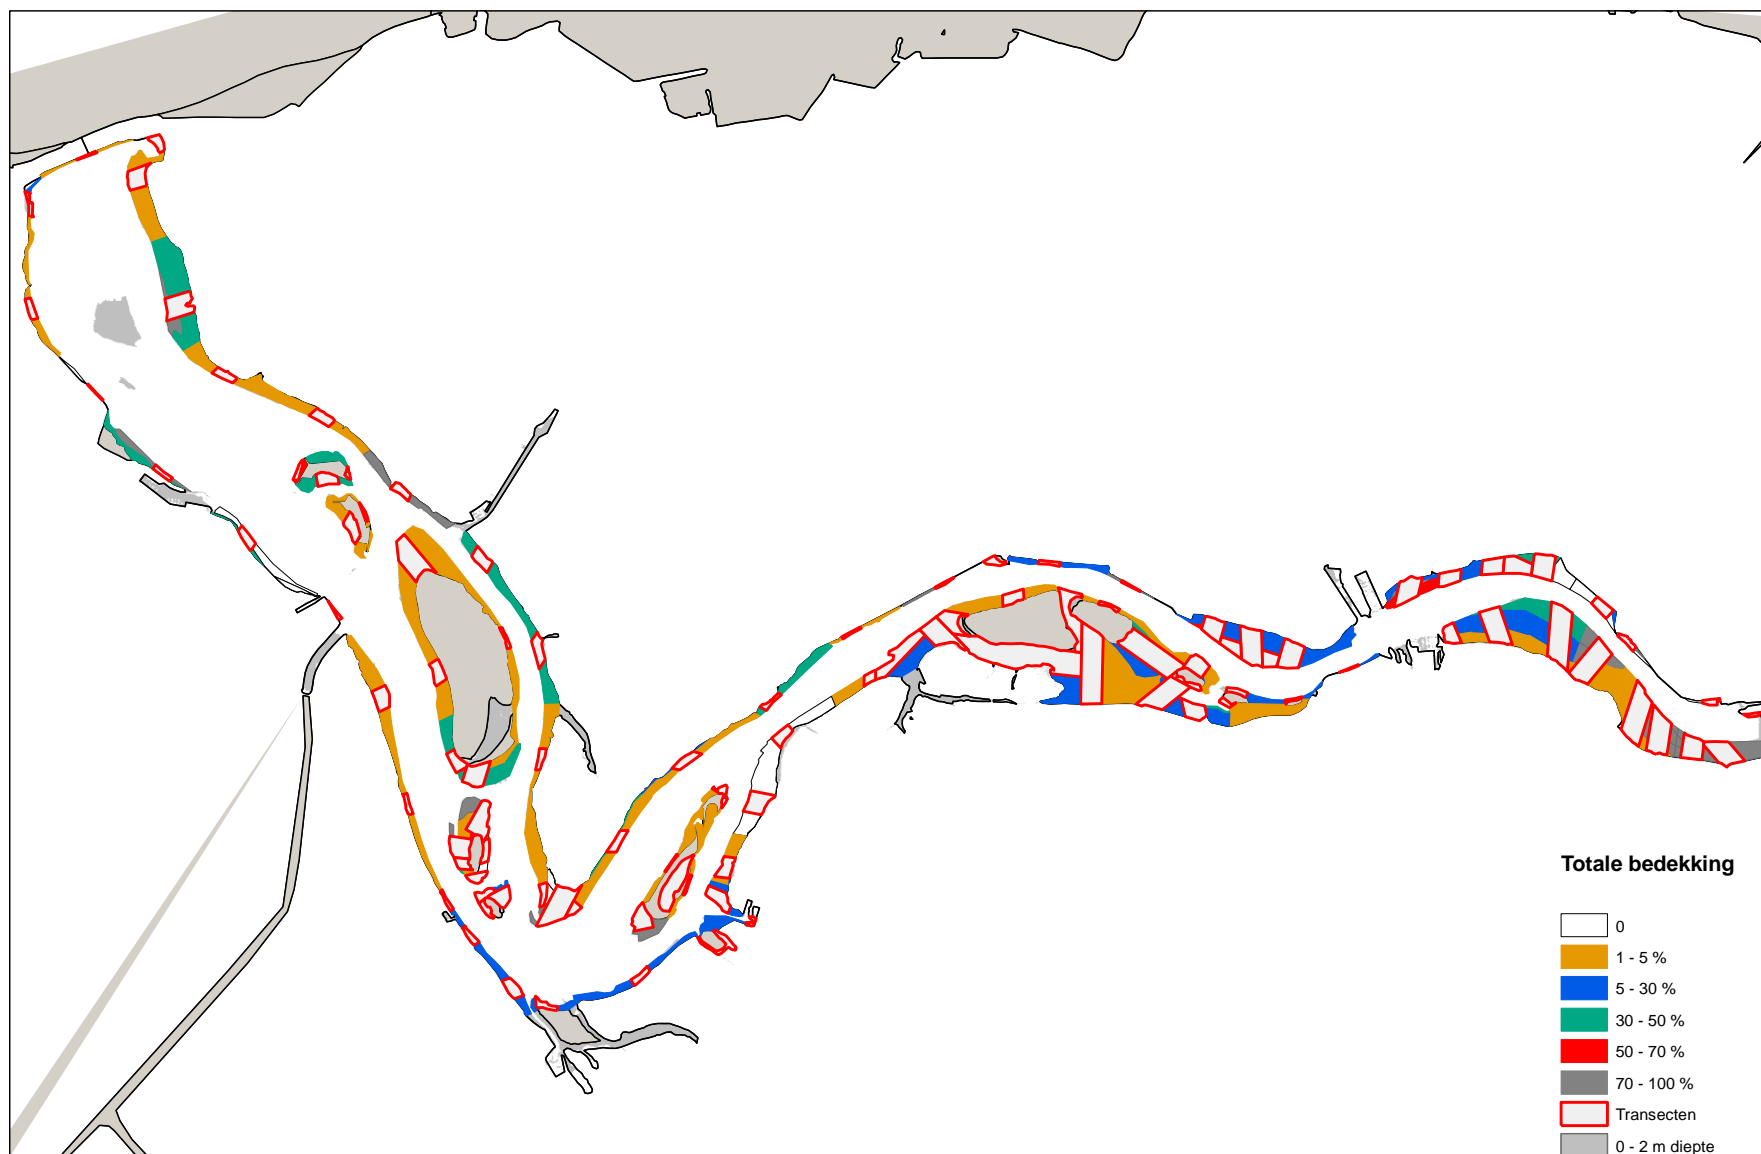 Totale bedekking
0
1 - 5 %
5 - 30 %
30 - 50 %
50 - 70 %
70 - 100 %
Transecten
0 - 2 m diepte